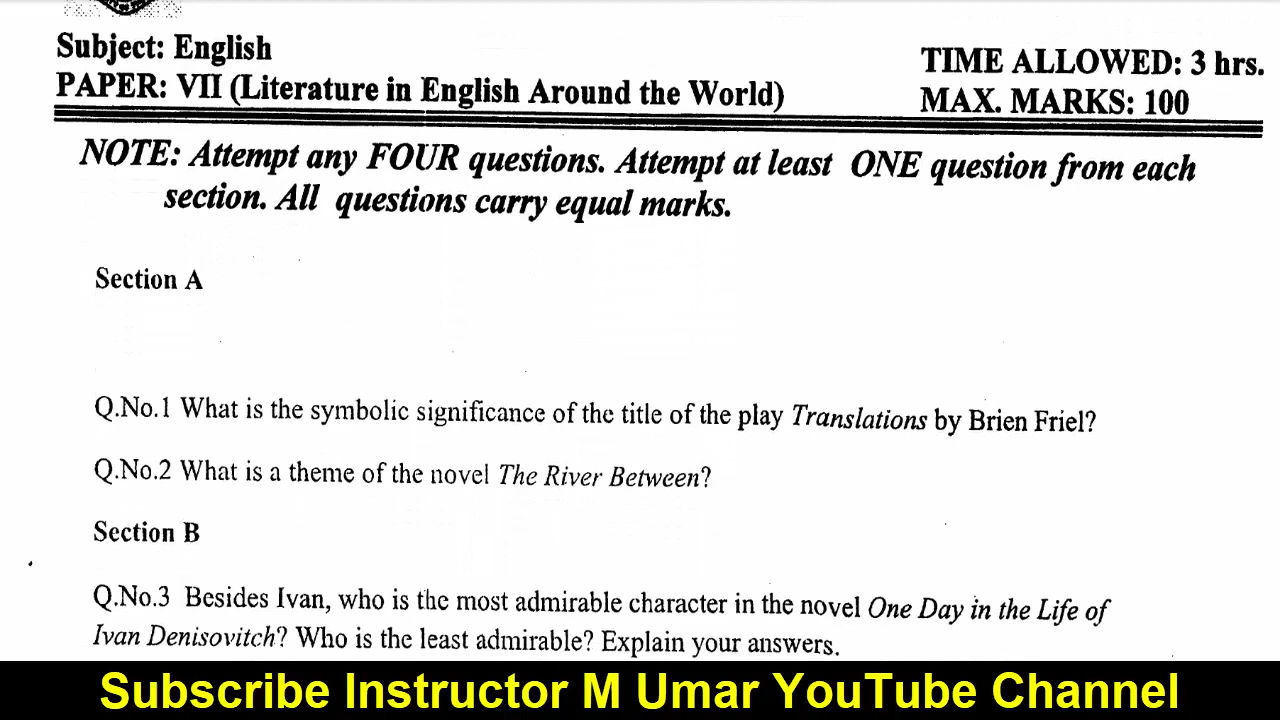 Subject: English
TIME ALLOWED: 3 hrs.
PAPER: VII (Literature in English Around the World)
MAX. MARKS: 100
NOTE: Attempt any FOUR questions. Attempt at least ONE question from each
section. All questions carry equal marks.
Section A
Q.No.1 What is the symbolic significance of the title of the play Translations by Brien Friel?
Q.No.2 What is a theme of the novel The River Between?
Section B
Q.No.3 Besides Ivan, who is the most admirable character in the novel One Day in the Life of
Ivan Denisovitch? Who is the least admirable? Explain your answers.
Subscribe Instructor M Umar YouTube Channel